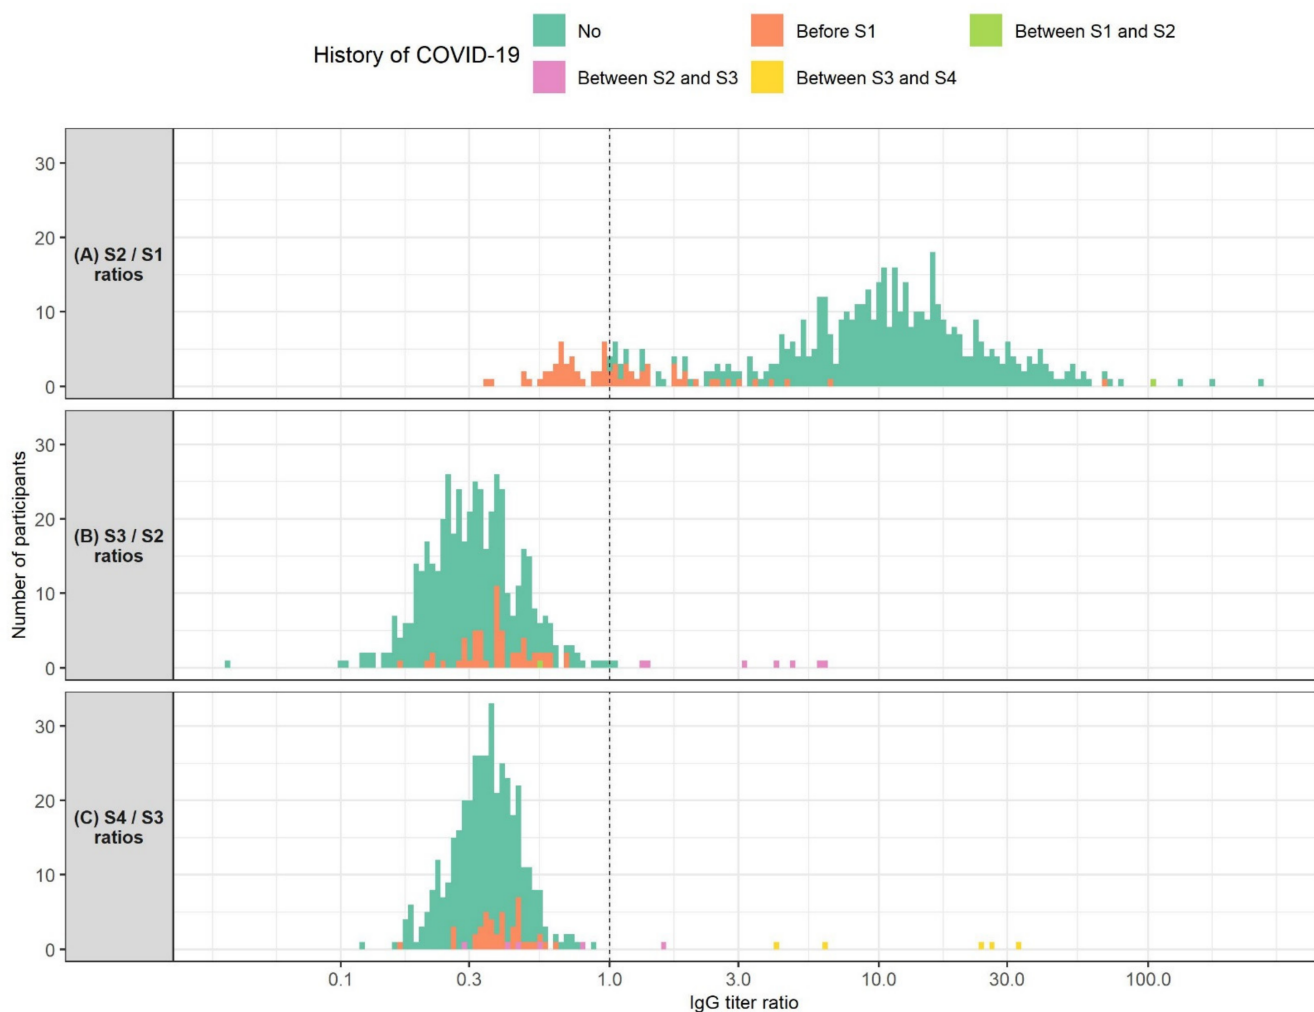 History of COVID-19
No
Before S1
Between S1 and S2
Between S2 and S3
Between S3 and S4
Number of participants
(A) S2 / S1
ratios
30
20
10
0
(B) S3 / S2
ratios
30
20
10
0
(C) S4 / S3
ratios
30
20
10
0
0.1 0.3 1.0 3.0 10.0 30.0 100.0
IgG titer ratio